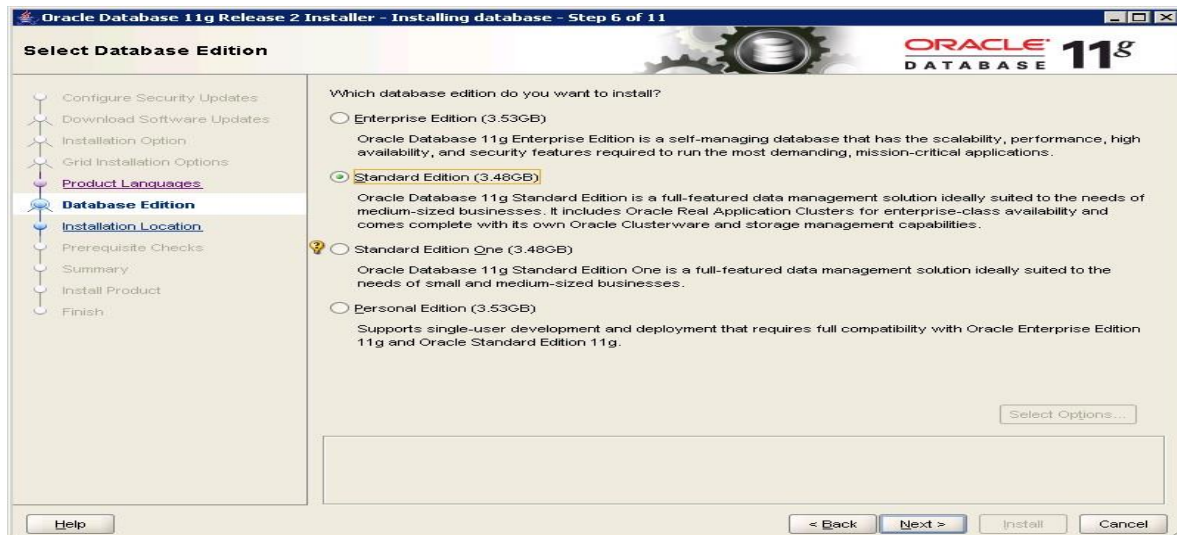 Oracle Database 11g Release 2 Installer - Installing database - Step 6 of 11
Select Database Edition
ORACLE
DATABASE
11g
Configure Security Updates
Download Software Updates
Installation Option
Grid Installation Options
Product Languages
Database Edition
Installation Location
Prerequisite Checks
Summary
Install Product
Finish
Which database edition do you want to install?
Enterprise Edition (3.53GB)
Oracle Database 11g Enterprise Edition is a self-managing database that has the scalability, performance, high
availability, and security features required to run the most demanding, mission-critical applications.
Standard Edition (3.48GB)
Oracle Database 11g Standard Edition is a full-featured data management solution ideally suited to the needs of
medium-sized businesses. It includes Oracle Real Application Clusters for enterprise-class availability and
comes complete with its own Oracle Clusterware and storage management capabilities.
Standard Edition One (3.48GB)
Oracle Database 11g Standard Edition One is a full-featured data management solution ideally suited to the
needs of small and medium-sized businesses.
Personal Edition (3.53GB)
Supports single-user development and deployment that requires full compatibility with Oracle Enterprise Edition
11g and Oracle Standard Edition 11g.
Select Options...
Help
< Back
Next >
Install
Cancel